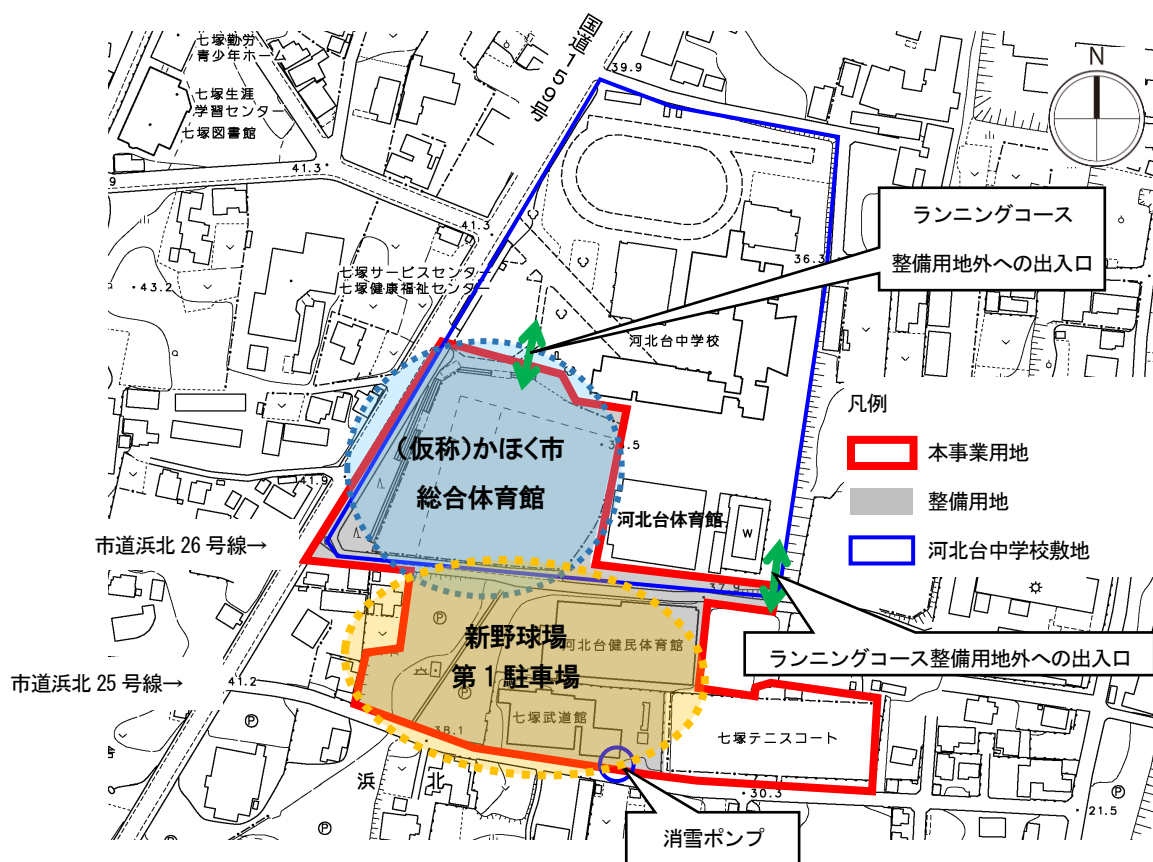 七塚勤労
青少年ホーム
七塚生涯
学習センター
七塚図書館
国道159号
39.9
N
41.3
41.3
ランニングコース
整備用地外への出入口
36.3
七塚サービスセンター
七塚健康福祉センター
43.2
河北台中学校
凡例
本事業用地
整備用地
河北台中学校敷地
(仮称)かほく市
総合体育館
41.9
河北台体育館
W
市道浜北 26 号線→
37.9
P
新野球場
第 1 駐車場
河北台健民体育館
ランニングコース整備用地外への出入口
市道浜北 25 号線→
41.2
P
P
七塚武道館
七塚テニスコート
38.1
浜北
30.3
21.5
P
P
消雪ポンプ